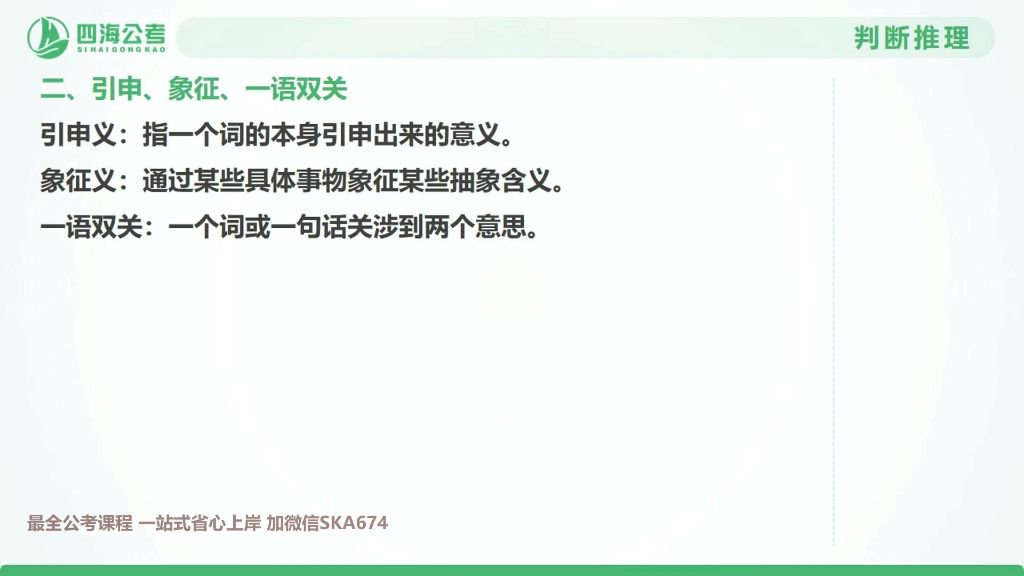 四海公考
SIHAIGONGKAO
判断推理
二、引申、象征、一语双关
引申义：指一个词的本身引申出来的意义。
象征义：通过某些具体事物象征某些抽象含义。
一语双关：一个词或一句话关涉到两个意思。
最全公考课程 一站式省心上岸 加微信SKA674